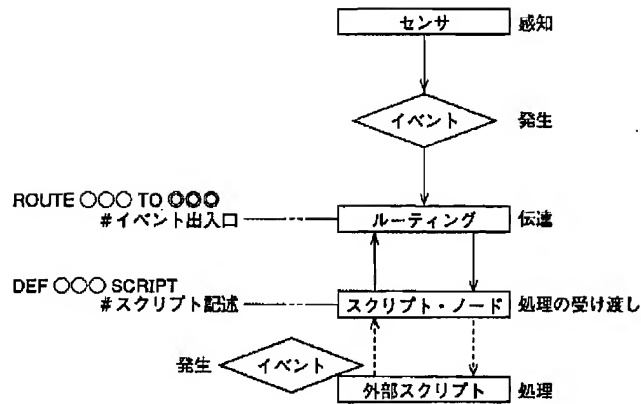 センサ 感知
イベント 発生
ROUTE ○○○ TO ◎◎◎
#イベント出入口
ルーティング 伝達
DEF ○○○ SCRIPT
#スクリプト記述
スクリプト・ノード 処理の受け渡し
発生 イベント
外部スクリプト 処理